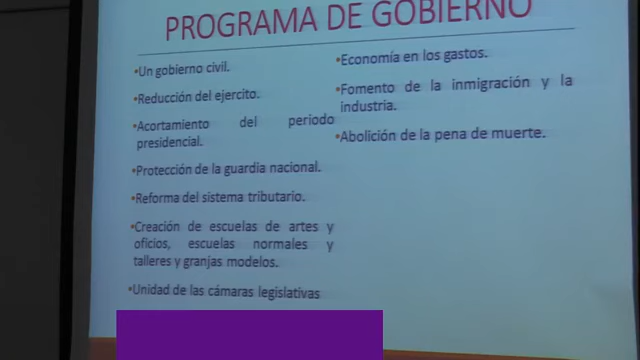 PROGRAMA DE GOBIERNO
•Un gobierno civil.
•Reducción del ejercito.
•Acortamiento del periodo
presidencial.
•Protección de la guardia nacional.
•Reforma del sistema tributario.
•Creación de escuelas de artes y
oficios, escuelas normales y
talleres y granjas modelos.
•Unidad de las cámaras legislativas
•Economía en los gastos.
•Fomento de la inmigración y la
industria.
•Abolición de la pena de muerte.